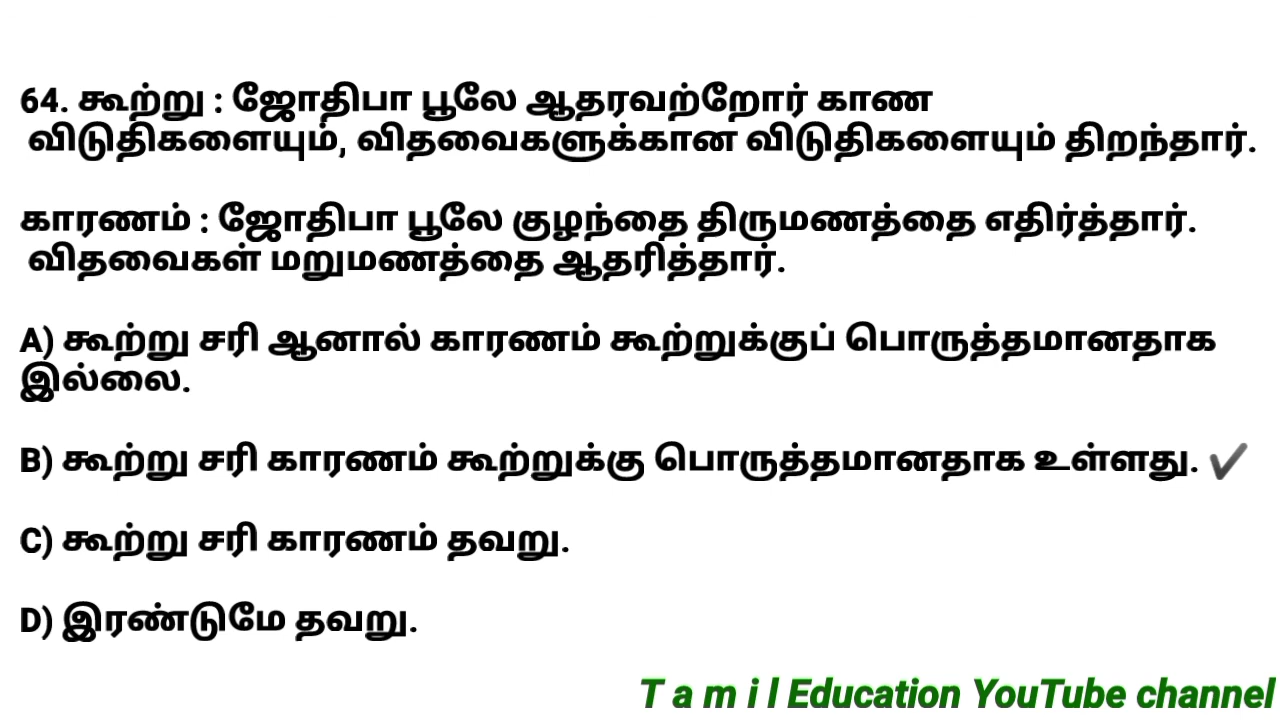 64. கூற்று : ஜோதிபா பூலே ஆதரவற்றோர் காண
விடுதிகளையும், விதவைகளுக்கான விடுதிகளையும் திறந்தார்.
காரணம் : ஜோதிபா பூலே குழந்தை திருமணத்தை எதிர்த்தார்.
விதவைகள் மறுமணத்தை ஆதரித்தார்.
A) கூற்று சரி ஆனால் காரணம் கூற்றுக்குப் பொருத்தமானதாக
இல்லை.
B) கூற்று சரி காரணம் கூற்றுக்கு பொருத்தமானதாக உள்ளது. ✔
C) கூற்று சரி காரணம் தவறு.
D) இரண்டுமே தவறு.
T a m i l Education YouTube channel